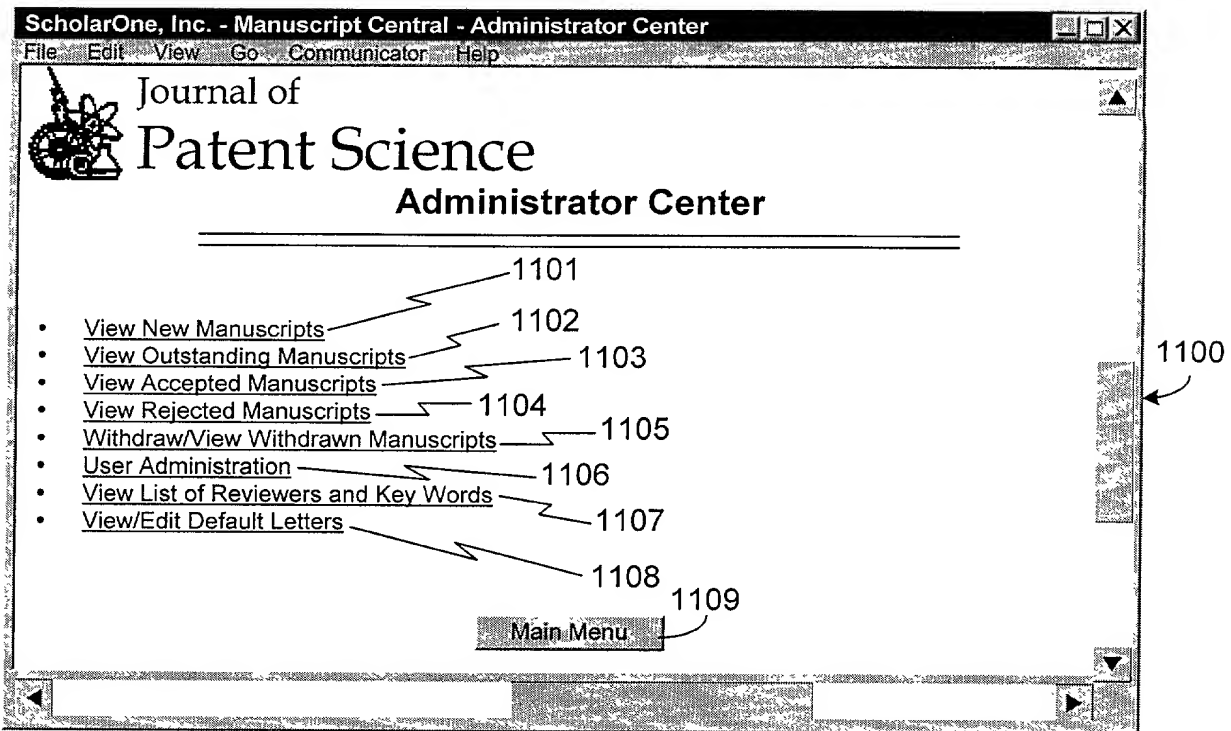 ScholarOne, Inc. - Manuscript Central - Administrator Center
File Edit View Go Communicator Help
Journal of
Patent Science
Administrator Center
1101
• View New Manuscripts
1102
• View Outstanding Manuscripts
1103
• View Accepted Manuscripts
1100
• View Rejected Manuscripts
1104
• Withdraw/View Withdrawn Manuscripts
1105
• User Administration
1106
• View List of Reviewers and Key Words
1107
• View/Edit Default Letters
1108
1109
Main Menu